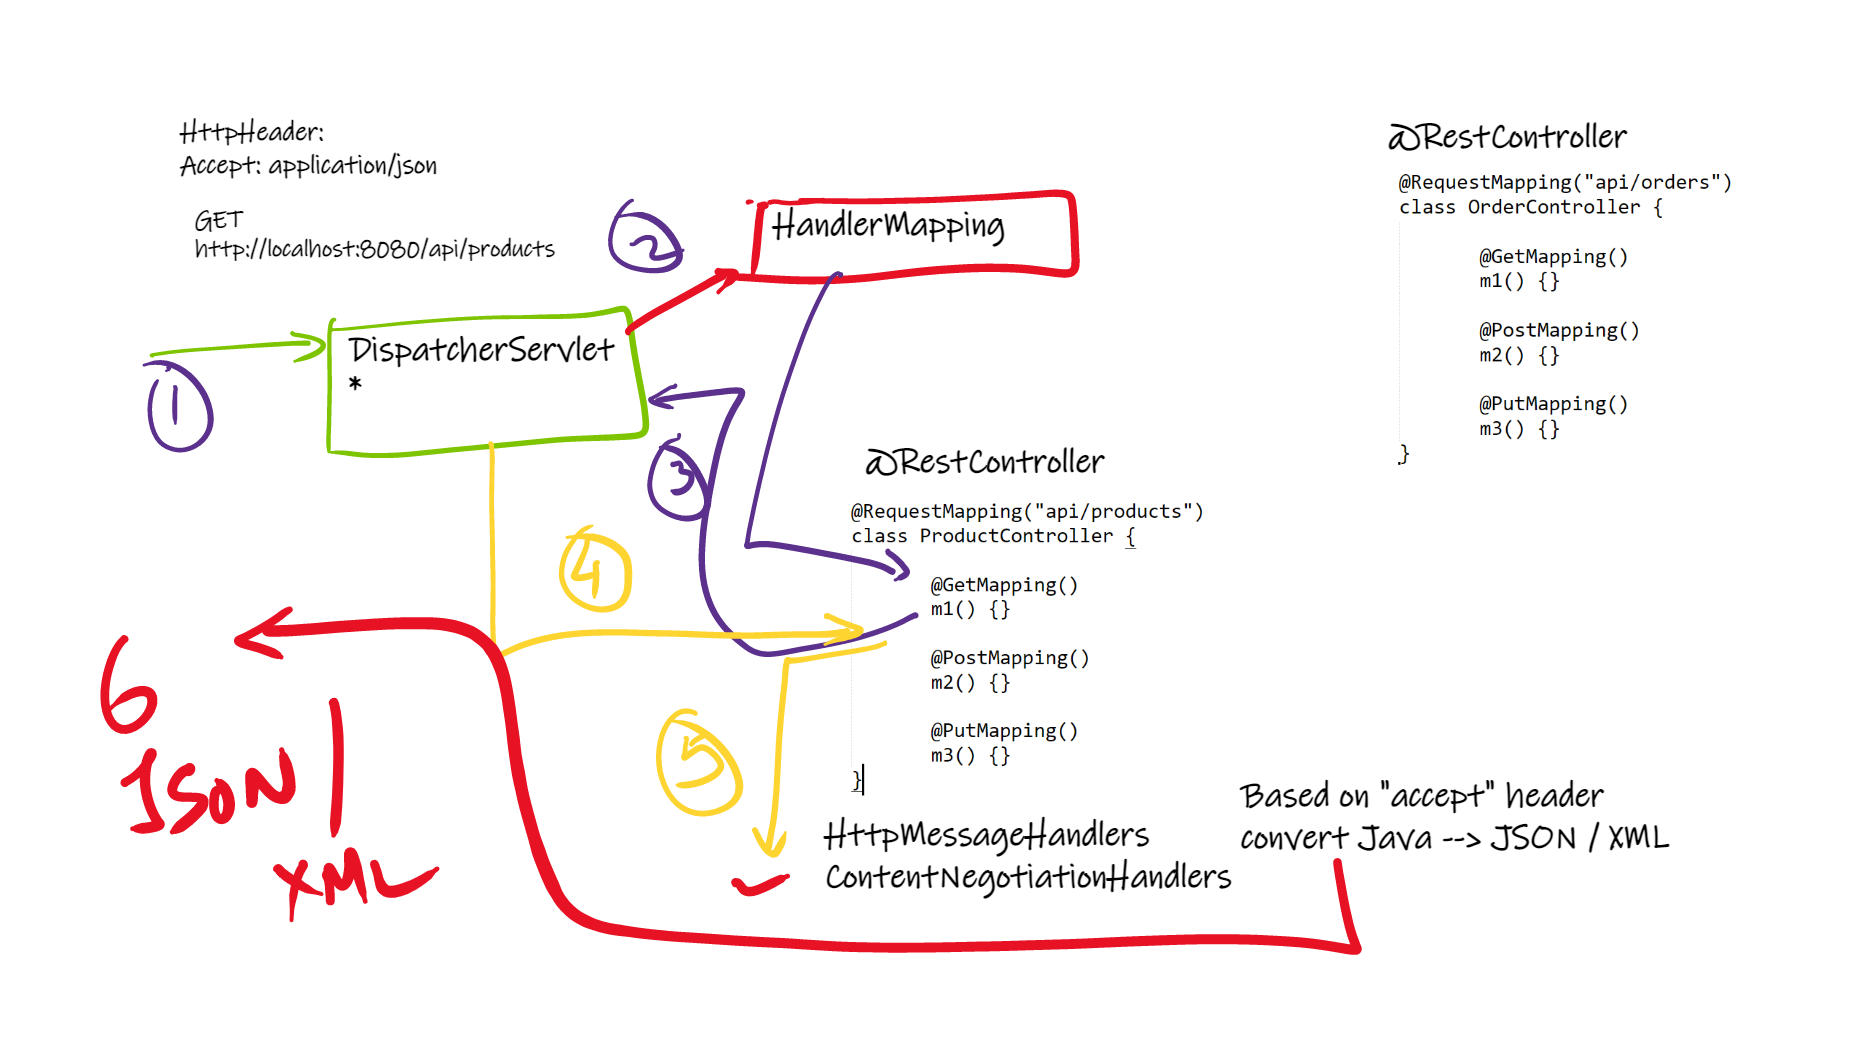 HttpHeader:
Accept: application/json
GET
http://localhost:8080/api/products
1
DispatcherServlet
*
2
HandlerMapping
3
4
5
@RestController
@RequestMapping("api/products")
class ProductController {
@GetMapping()
m1() {}
@PostMapping()
m2() {}
@PutMapping()
m3() {}
}
@RestController
@RequestMapping("api/orders")
class OrderController {
@GetMapping()
m1() {}
@PostMapping()
m2() {}
@PutMapping()
m3() {}
}
HttpMessageHandlers
ContentNegotiationHandlers
Based on "accept" header
convert Java --> JSON / XML
6
JSON |
XML